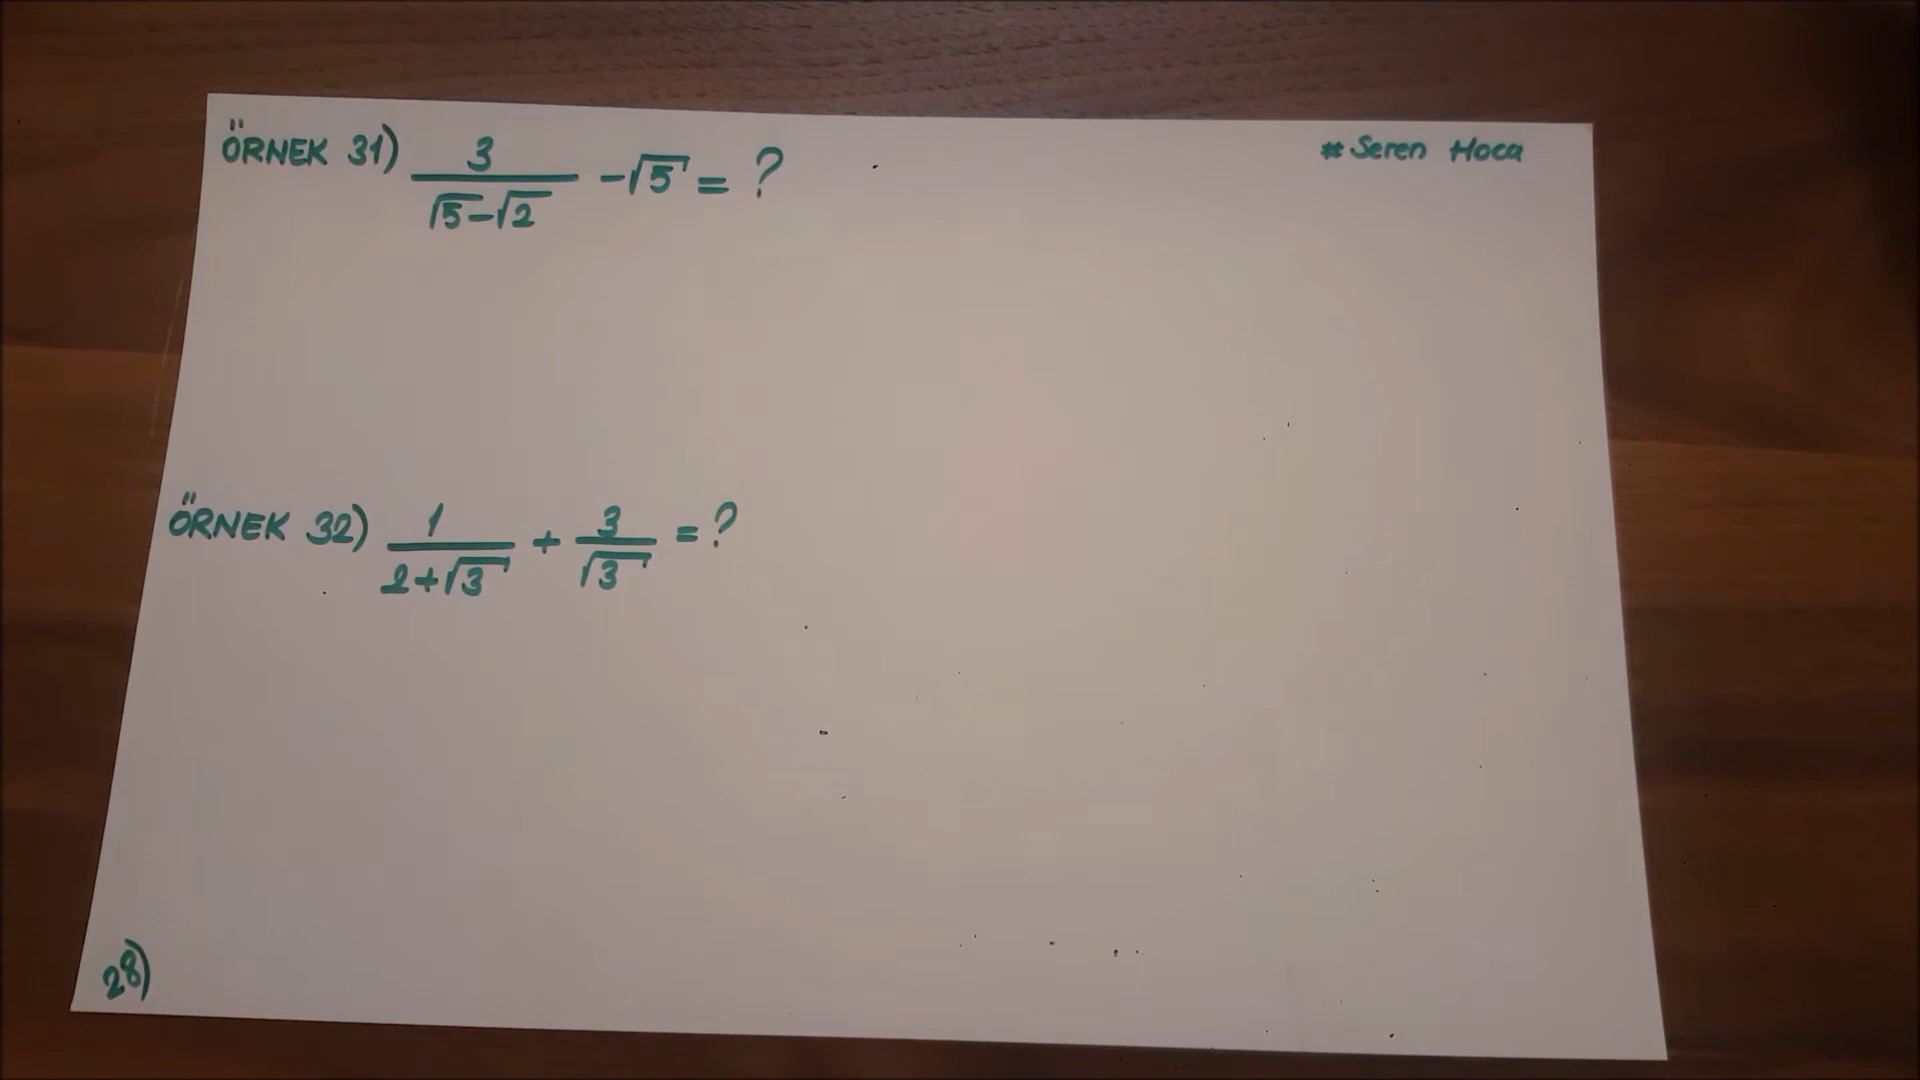 ÖRNEK 31) 3/(√5-√2) -√5 = ?
#Seren Hoca
ÖRNEK 32) 1/(2+√3) + 3/√3 = ?
28)